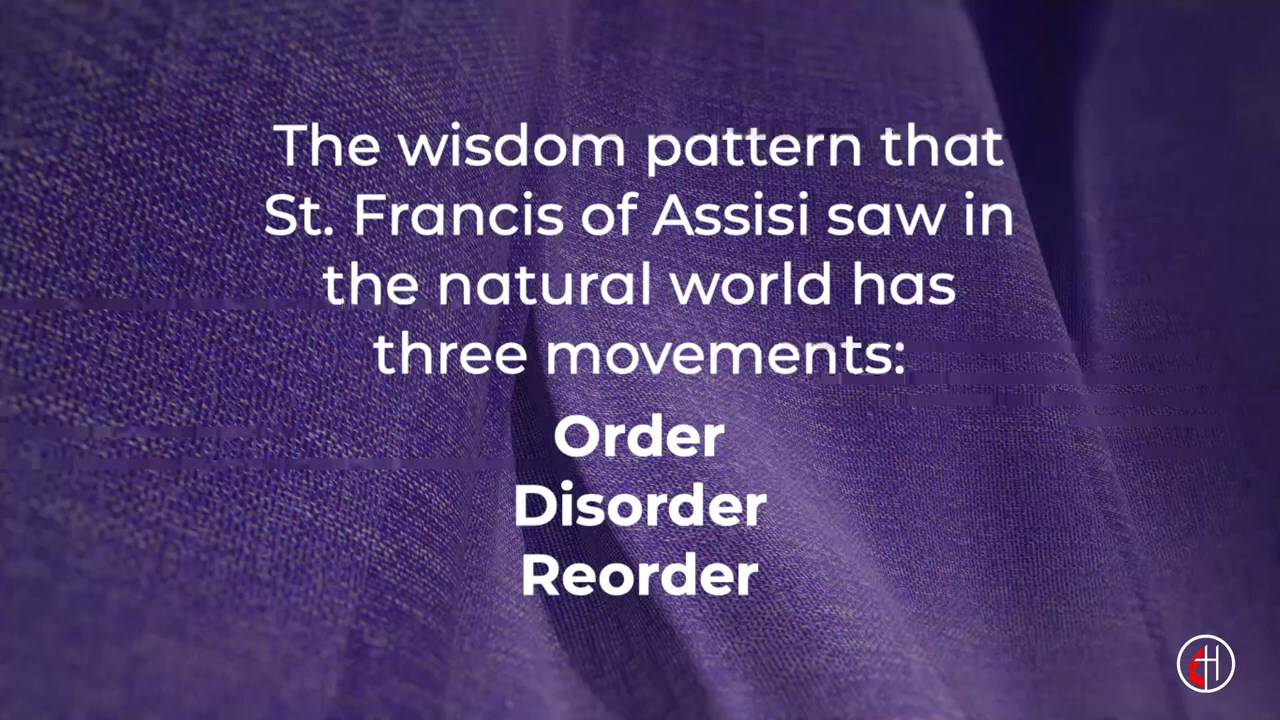 The wisdom pattern that
St. Francis of Assisi saw in
the natural world has
three movements:
Order
Disorder
Reorder